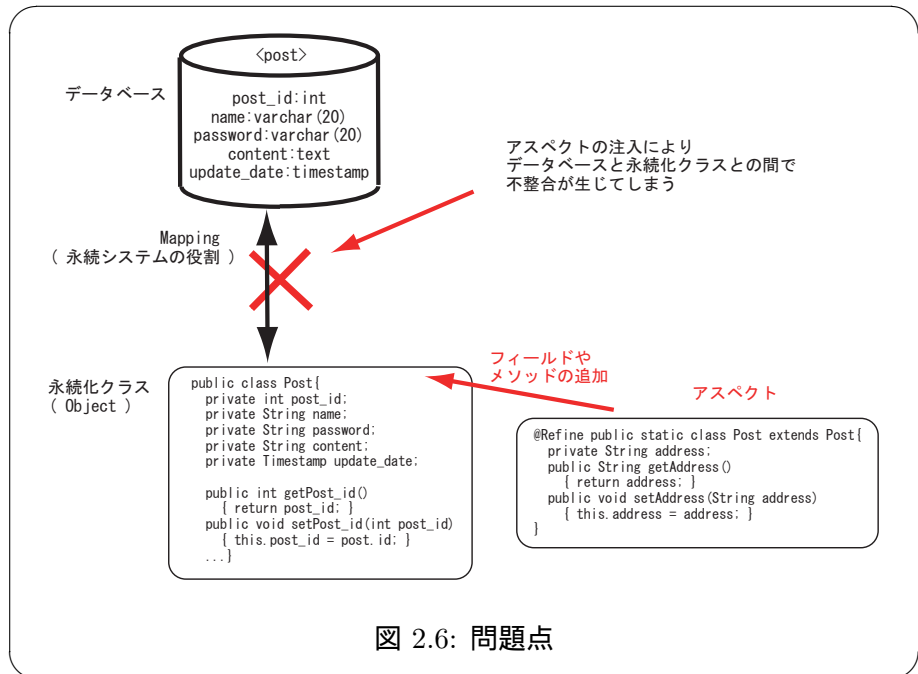 <post>
データベース
post_id:int
name:varchar(20)
password:varchar(20)
content:text
update_date:timestamp
アスペクトの注入により
データベースと永続化クラスとの間で
不整合が生じてしまう
Mapping
( 永続システムの役割 )
フィールドや
メソッドの追加
アスペクト
永続化クラス
( Object )
public class Post{
private int post_id;
private String name;
private String password;
private String content;
private Timestamp update_date;
public int getPost_id()
{ return post_id; }
public void setPost_id(int post_id)
{ this.post_id = post.id; }
...}
@Refine public static class Post extends Post{
private String address;
public String getAddress()
{ return address; }
public void setAddress(String address)
{ this.address = address; }
}
図 2.6: 問題点